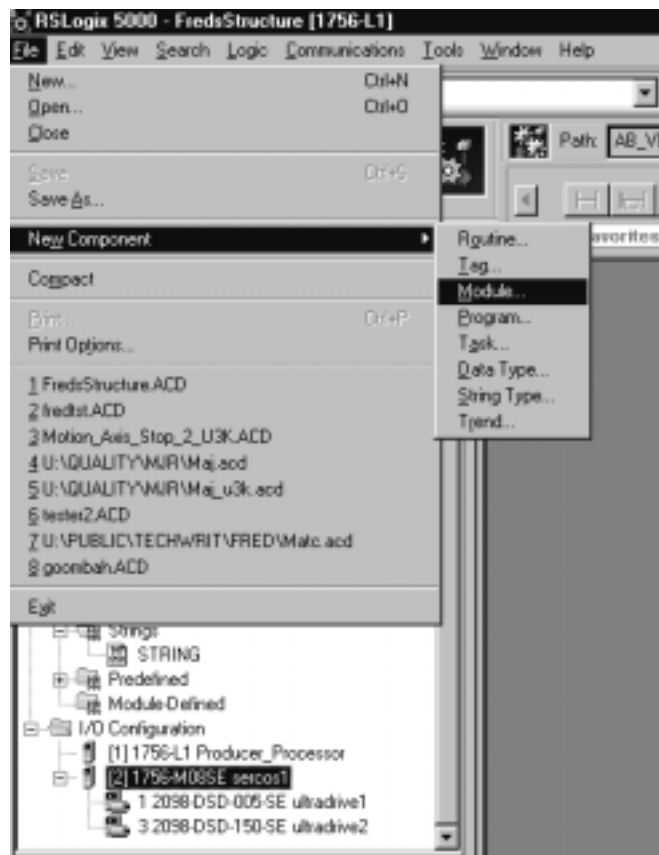 RSLogix 5000 - FredsStructure [1756-L1]
File Edit View Search Logic Communications Tools Window Help
New... Ctrl+N
Open... Ctrl+O
Close
Save Ctrl+S
Save As...
New Component
Compact
Print... Ctrl+P
Print Options...
1 FredsStructure.ACD
2 fredtst.ACD
3 Motion_Axis_Stop_2_U3K.ACD
4 U:\QUALITY\MJR\Maj.acd
5 U:\QUALITY\MJR\Maj_u3k.acd
6 tester2.ACD
7 U:\PUBLIC\TECHWRIT\FRED\Matc.acd
8 goombah.ACD
Exit
Path: AB_V
avorites
Routine...
Tag...
Module...
Program...
Task...
Data Type...
String Type...
Trend...
Strings
STRING
Predefined
Module-Defined
I/O Configuration
[1] 1756-L1 Producer_Processor
[2] 1756-M08SE sercos1
1 2098-DSD-005-SE ultradrive1
3 2098-DSD-150-SE ultradrive2